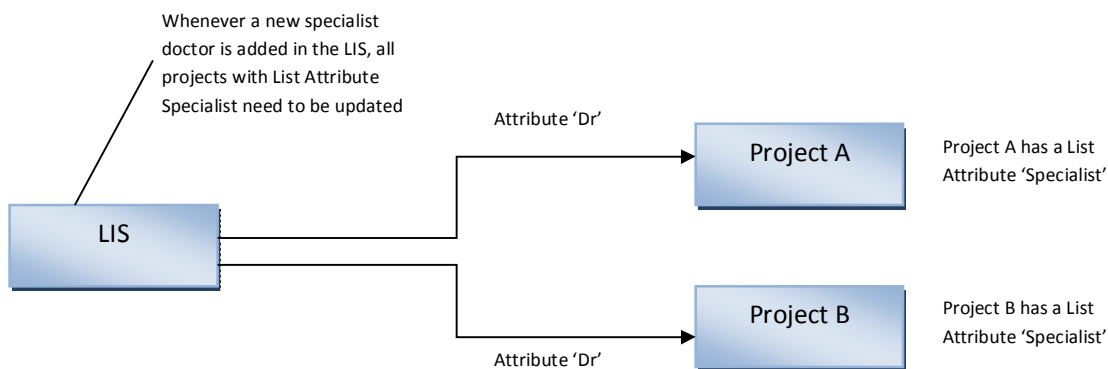 Whenever a new specialist
doctor is added in the LIS, all
projects with List Attribute
Specialist need to be updated
Attribute ‘Dr’
Project A
Project A has a List
Attribute ‘Specialist’
LIS
Project B
Project B has a List
Attribute ‘Specialist’
Attribute ‘Dr’